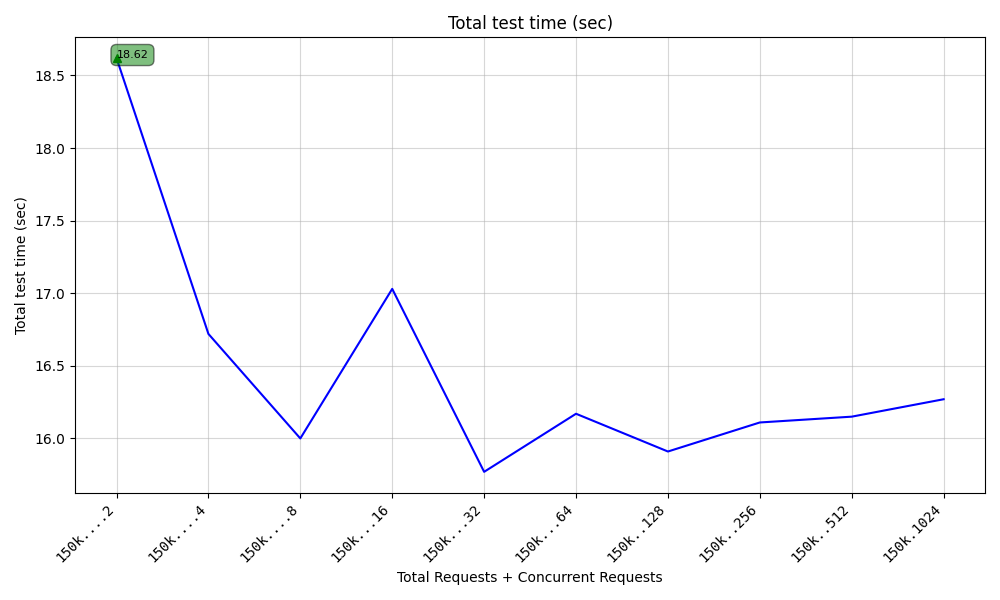 Total test time (sec)
18.62
18.5
18.0
17.5
17.0
16.5
16.0
Total test time (sec)
150k....2
150k....4
150k....8
150k...16
150k...32
150k...64
150k..128
150k..256
150k..512
150k.1024
Total Requests + Concurrent Requests